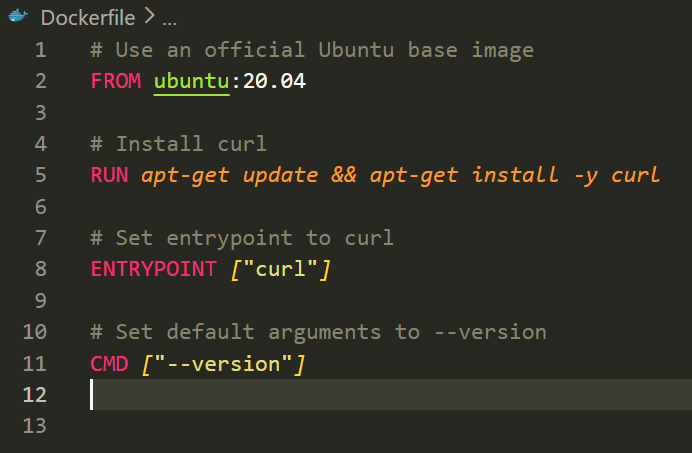 Dockerfile > ...
1 # Use an official Ubuntu base image
2 FROM ubuntu:20.04
3
4 # Install curl
5 RUN apt-get update && apt-get install -y curl
6
7 # Set entrypoint to curl
8 ENTRYPOINT ["curl"]
9
10 # Set default arguments to --version
11 CMD ["--version"]
12
13